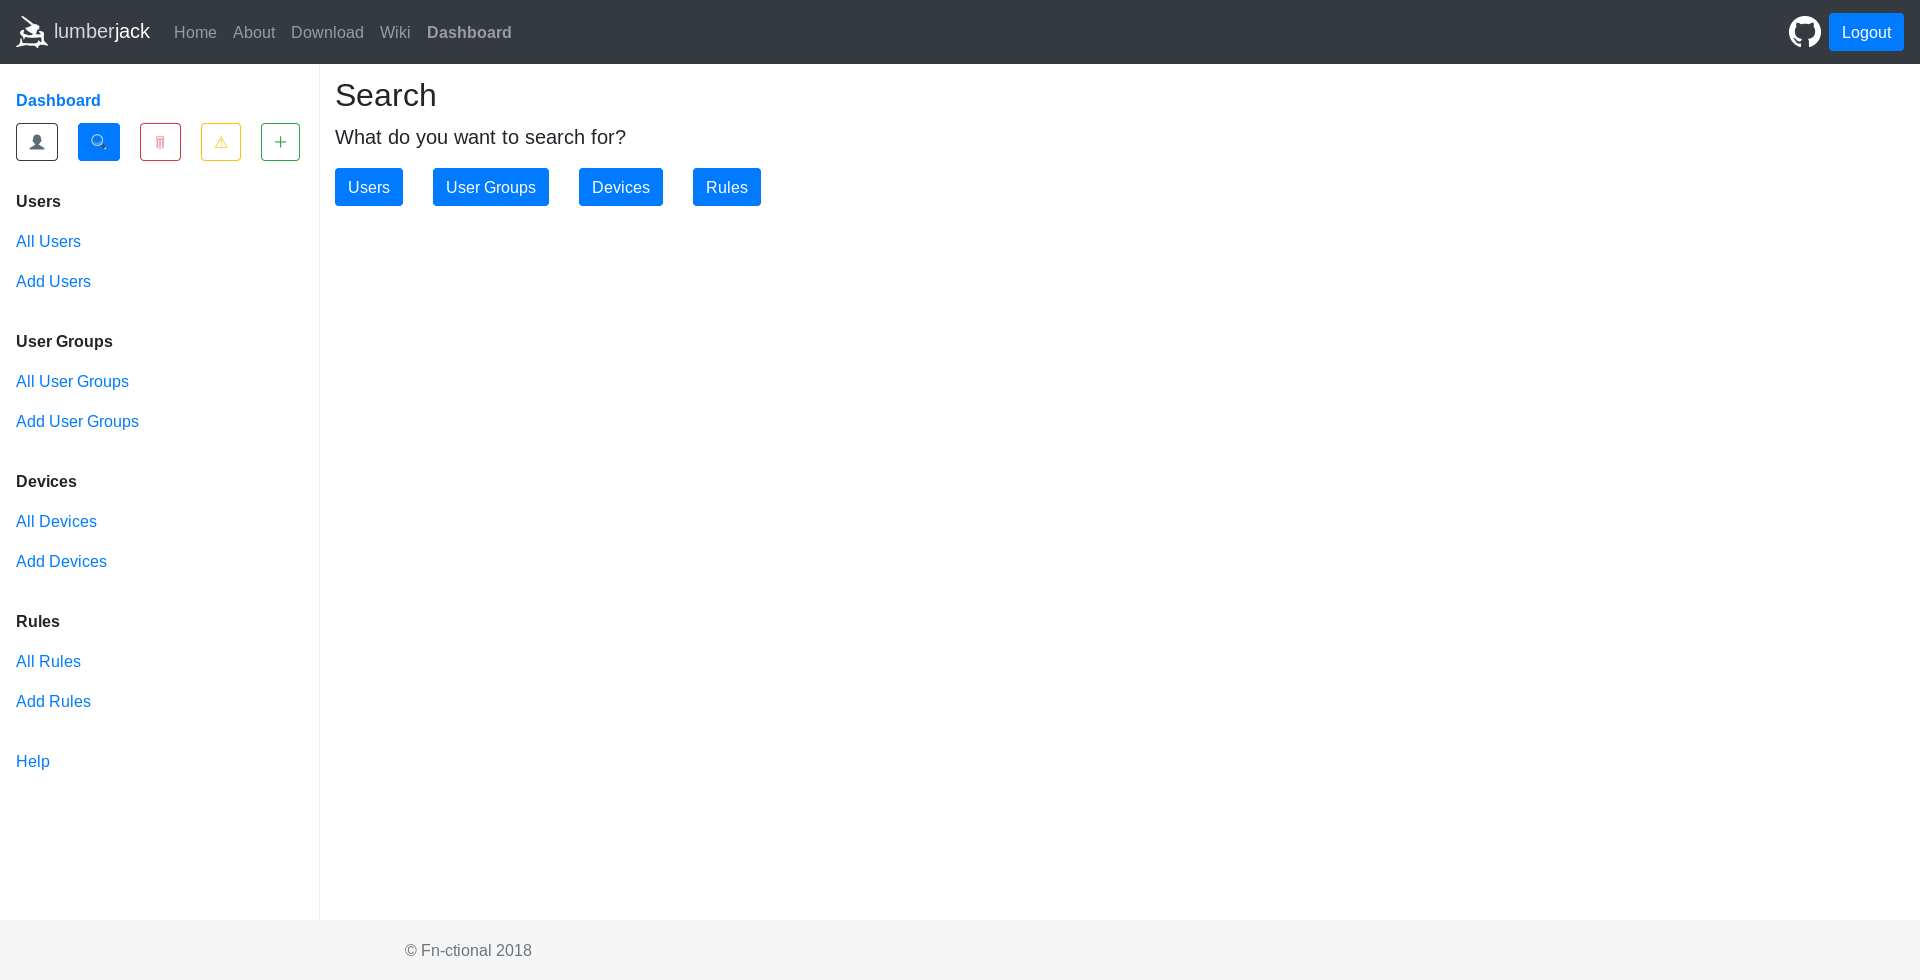 lumberjack Home About Download Wiki Dashboard Logout
Dashboard
Users
All Users
Add Users
User Groups
All User Groups
Add User Groups
Devices
All Devices
Add Devices
Rules
All Rules
Add Rules
Help
Search
What do you want to search for?
Users User Groups Devices Rules
© Fn-ctional 2018